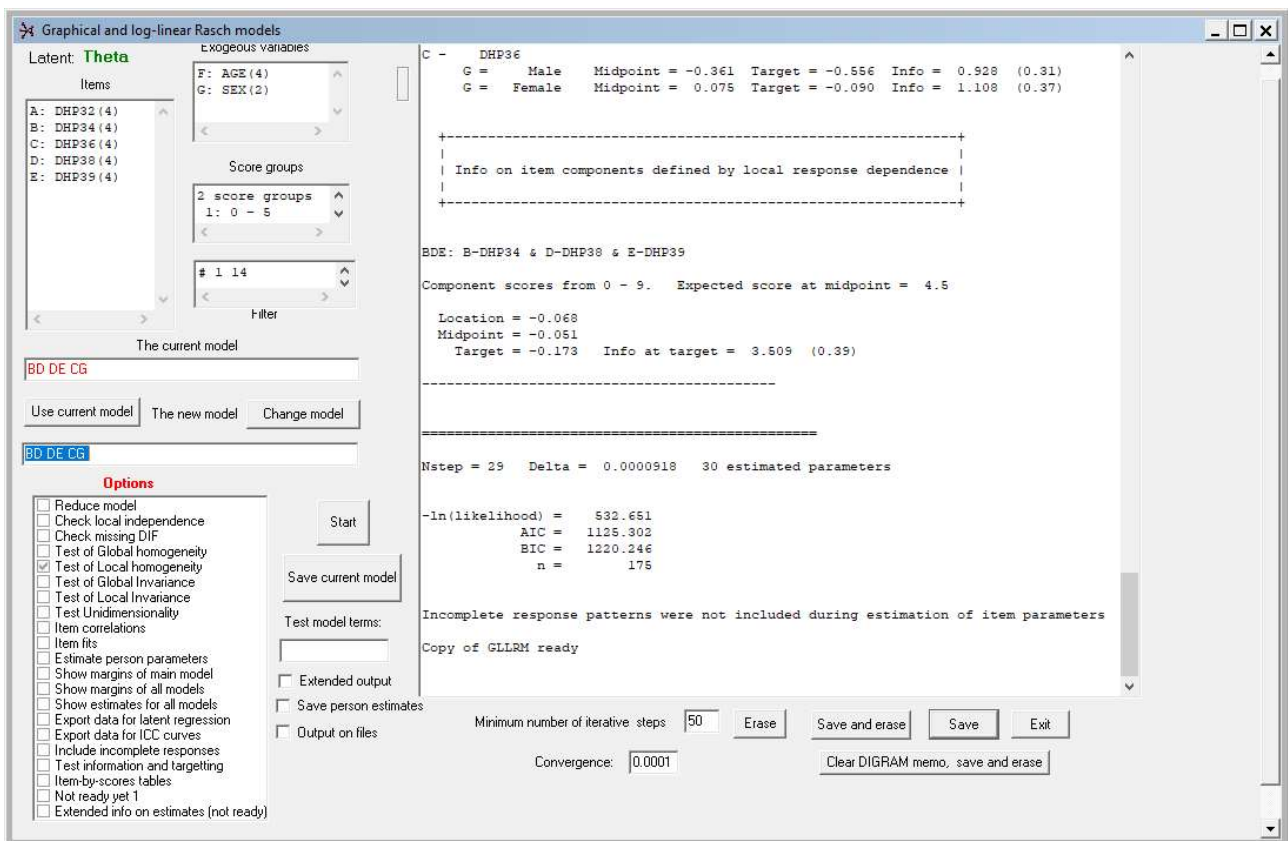 Graphical and log-linear Rasch models
Latent: Theta
Exogeous variables
Items
F: AGE(4)
G: SEX(2)
A: DHP32(4)
B: DHP34(4)
C: DHP36(4)
D: DHP38(4)
E: DHP39(4)
Score groups
2 score groups
1: 0 - 5
# 1 14
Filter
The current model
BD DE CG
Use current model
The new model
Change model
BD DE CG
Options
Reduce model
Check local independence
Check missing DIF
Test of Global homogeneity
Test of Local homogeneity
Test of Global Invariance
Test of Local Invariance
Test Unidimensionality
Item correlations
Item fits
Estimate person parameters
Show margins of main model
Show margins of all models
Show estimates for all models
Export data for latent regression
Export data for ICC curves
Include incomplete responses
Test information and targetting
Item-by-scores tables
Not ready yet 1
Extended info on estimates (not ready)
Start
Save current model
Test model terms:
Extended output
Save person estimates
Output on files
C - DHP36
G = Male Midpoint = -0.361 Target = -0.556 Info = 0.928 (0.31)
G = Female Midpoint = 0.075 Target = -0.090 Info = 1.108 (0.37)
Info on item components defined by local response dependence
BDE: B-DHP34 & D-DHP38 & E-DHP39
Component scores from 0 - 9. Expected score at midpoint = 4.5
Location = -0.068
Midpoint = -0.051
Target = -0.173 Info at target = 3.509 (0.39)
Nstep = 29 Delta = 0.0000918 30 estimated parameters
-ln(likelihood) = 532.651
AIC = 1125.302
BIC = 1220.246
n = 175
Incomplete response patterns were not included during estimation of item parameters
Copy of GLLRM ready
Minimum number of iterative steps 50
Erase
Save and erase
Save
Exit
Convergence: 0.0001
Clear DIGRAM memo, save and erase